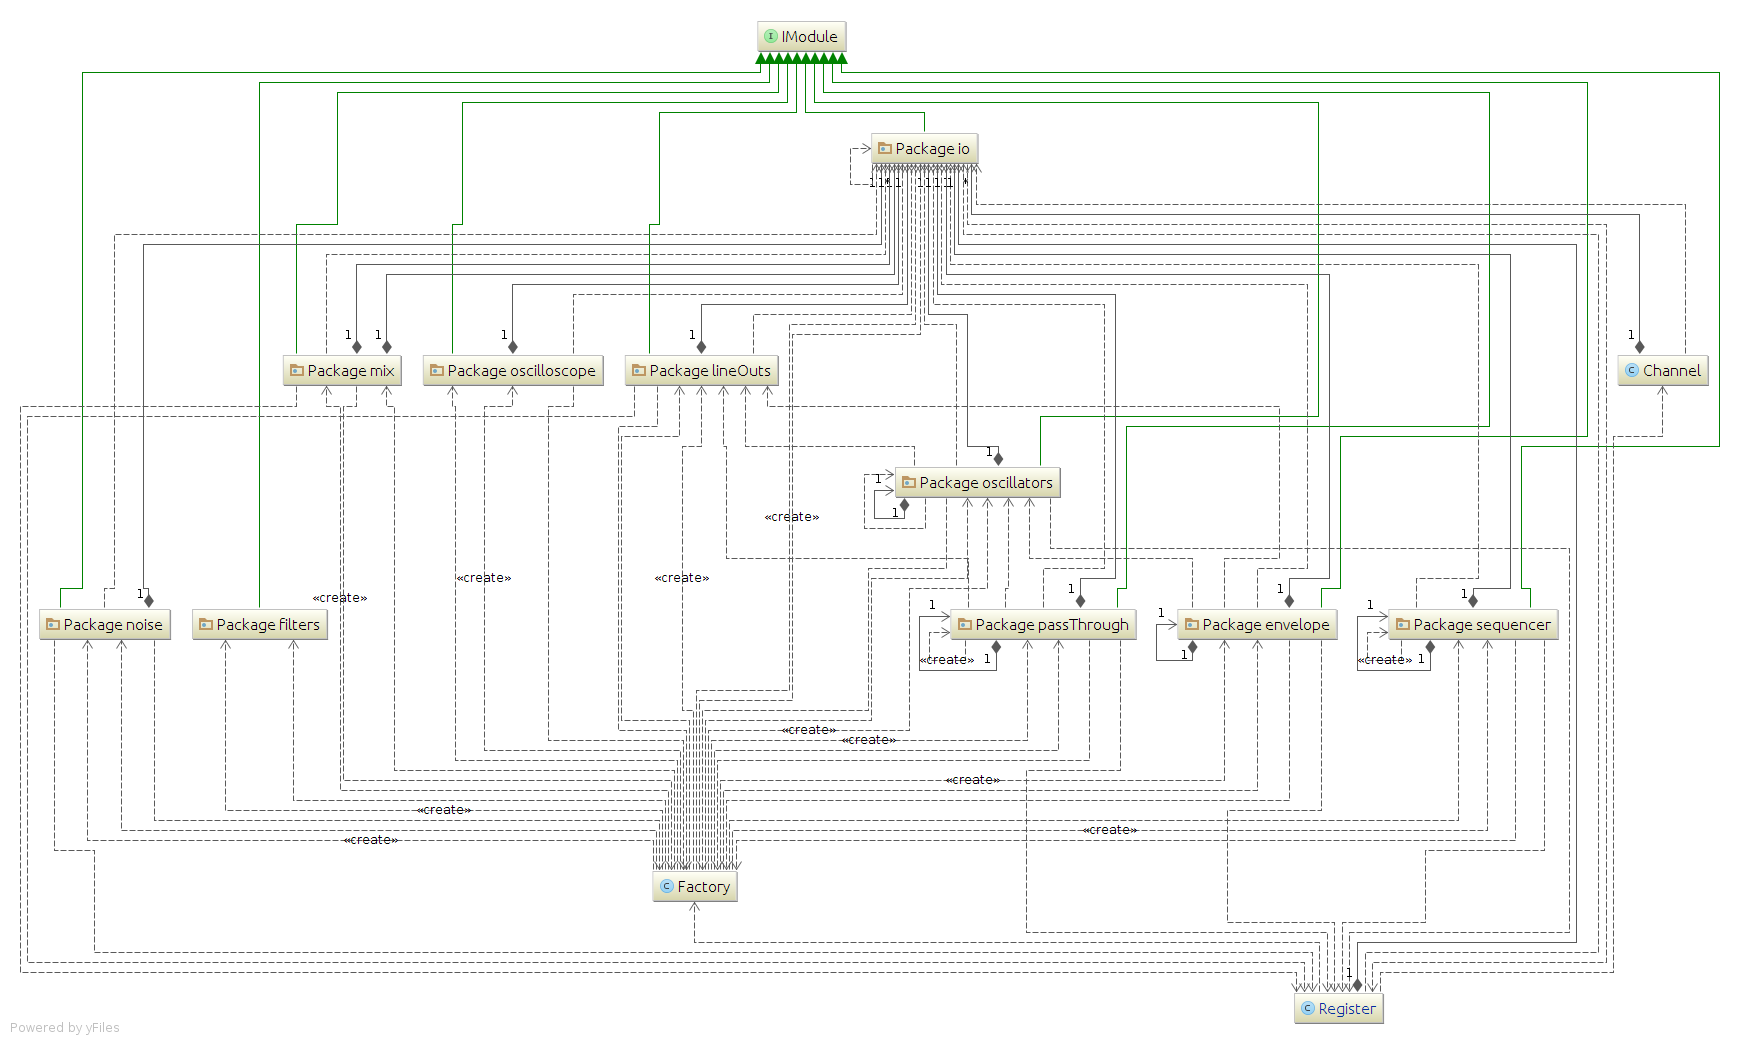 I IModule
Package io
1 1 * 1 1 1 1 1 1 *
1
1
1
1
1
Package mix
Package oscilloscope
Package lineOuts
C Channel
1
1
Package oscillators
1
«create»
«create»
«create»
«create»
1
1
1
1
Package noise
Package filters
1
Package passThrough
1
Package envelope
1
Package sequencer
«create»
1
1
«create»
1
«create»
«create»
«create»
«create»
«create»
«create»
C Factory
1
C Register
Powered by yFiles